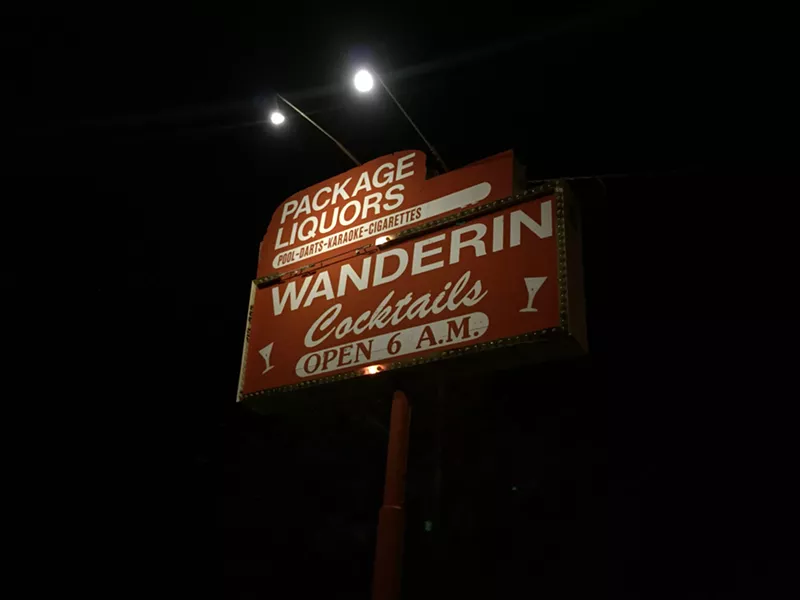 PACKAGE
LIQUORS
POOL-DARTS-KARAOKE-CIGARETTES
WANDERIN
Cocktails
OPEN 6 A.M.